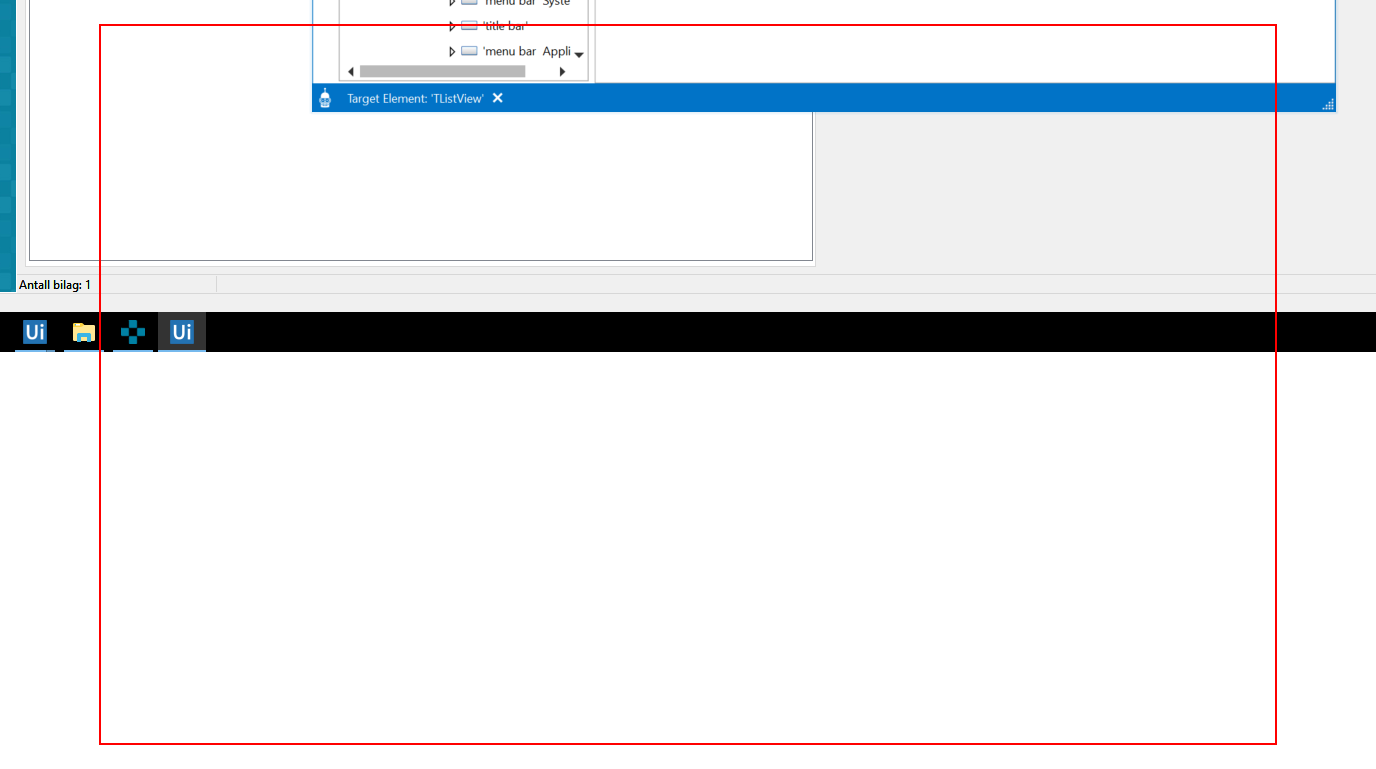 'menu bar Syste
'title bar'
'menu bar Appli
Target Element: 'TListView'
Antall bilag: 1
Ui
Ui